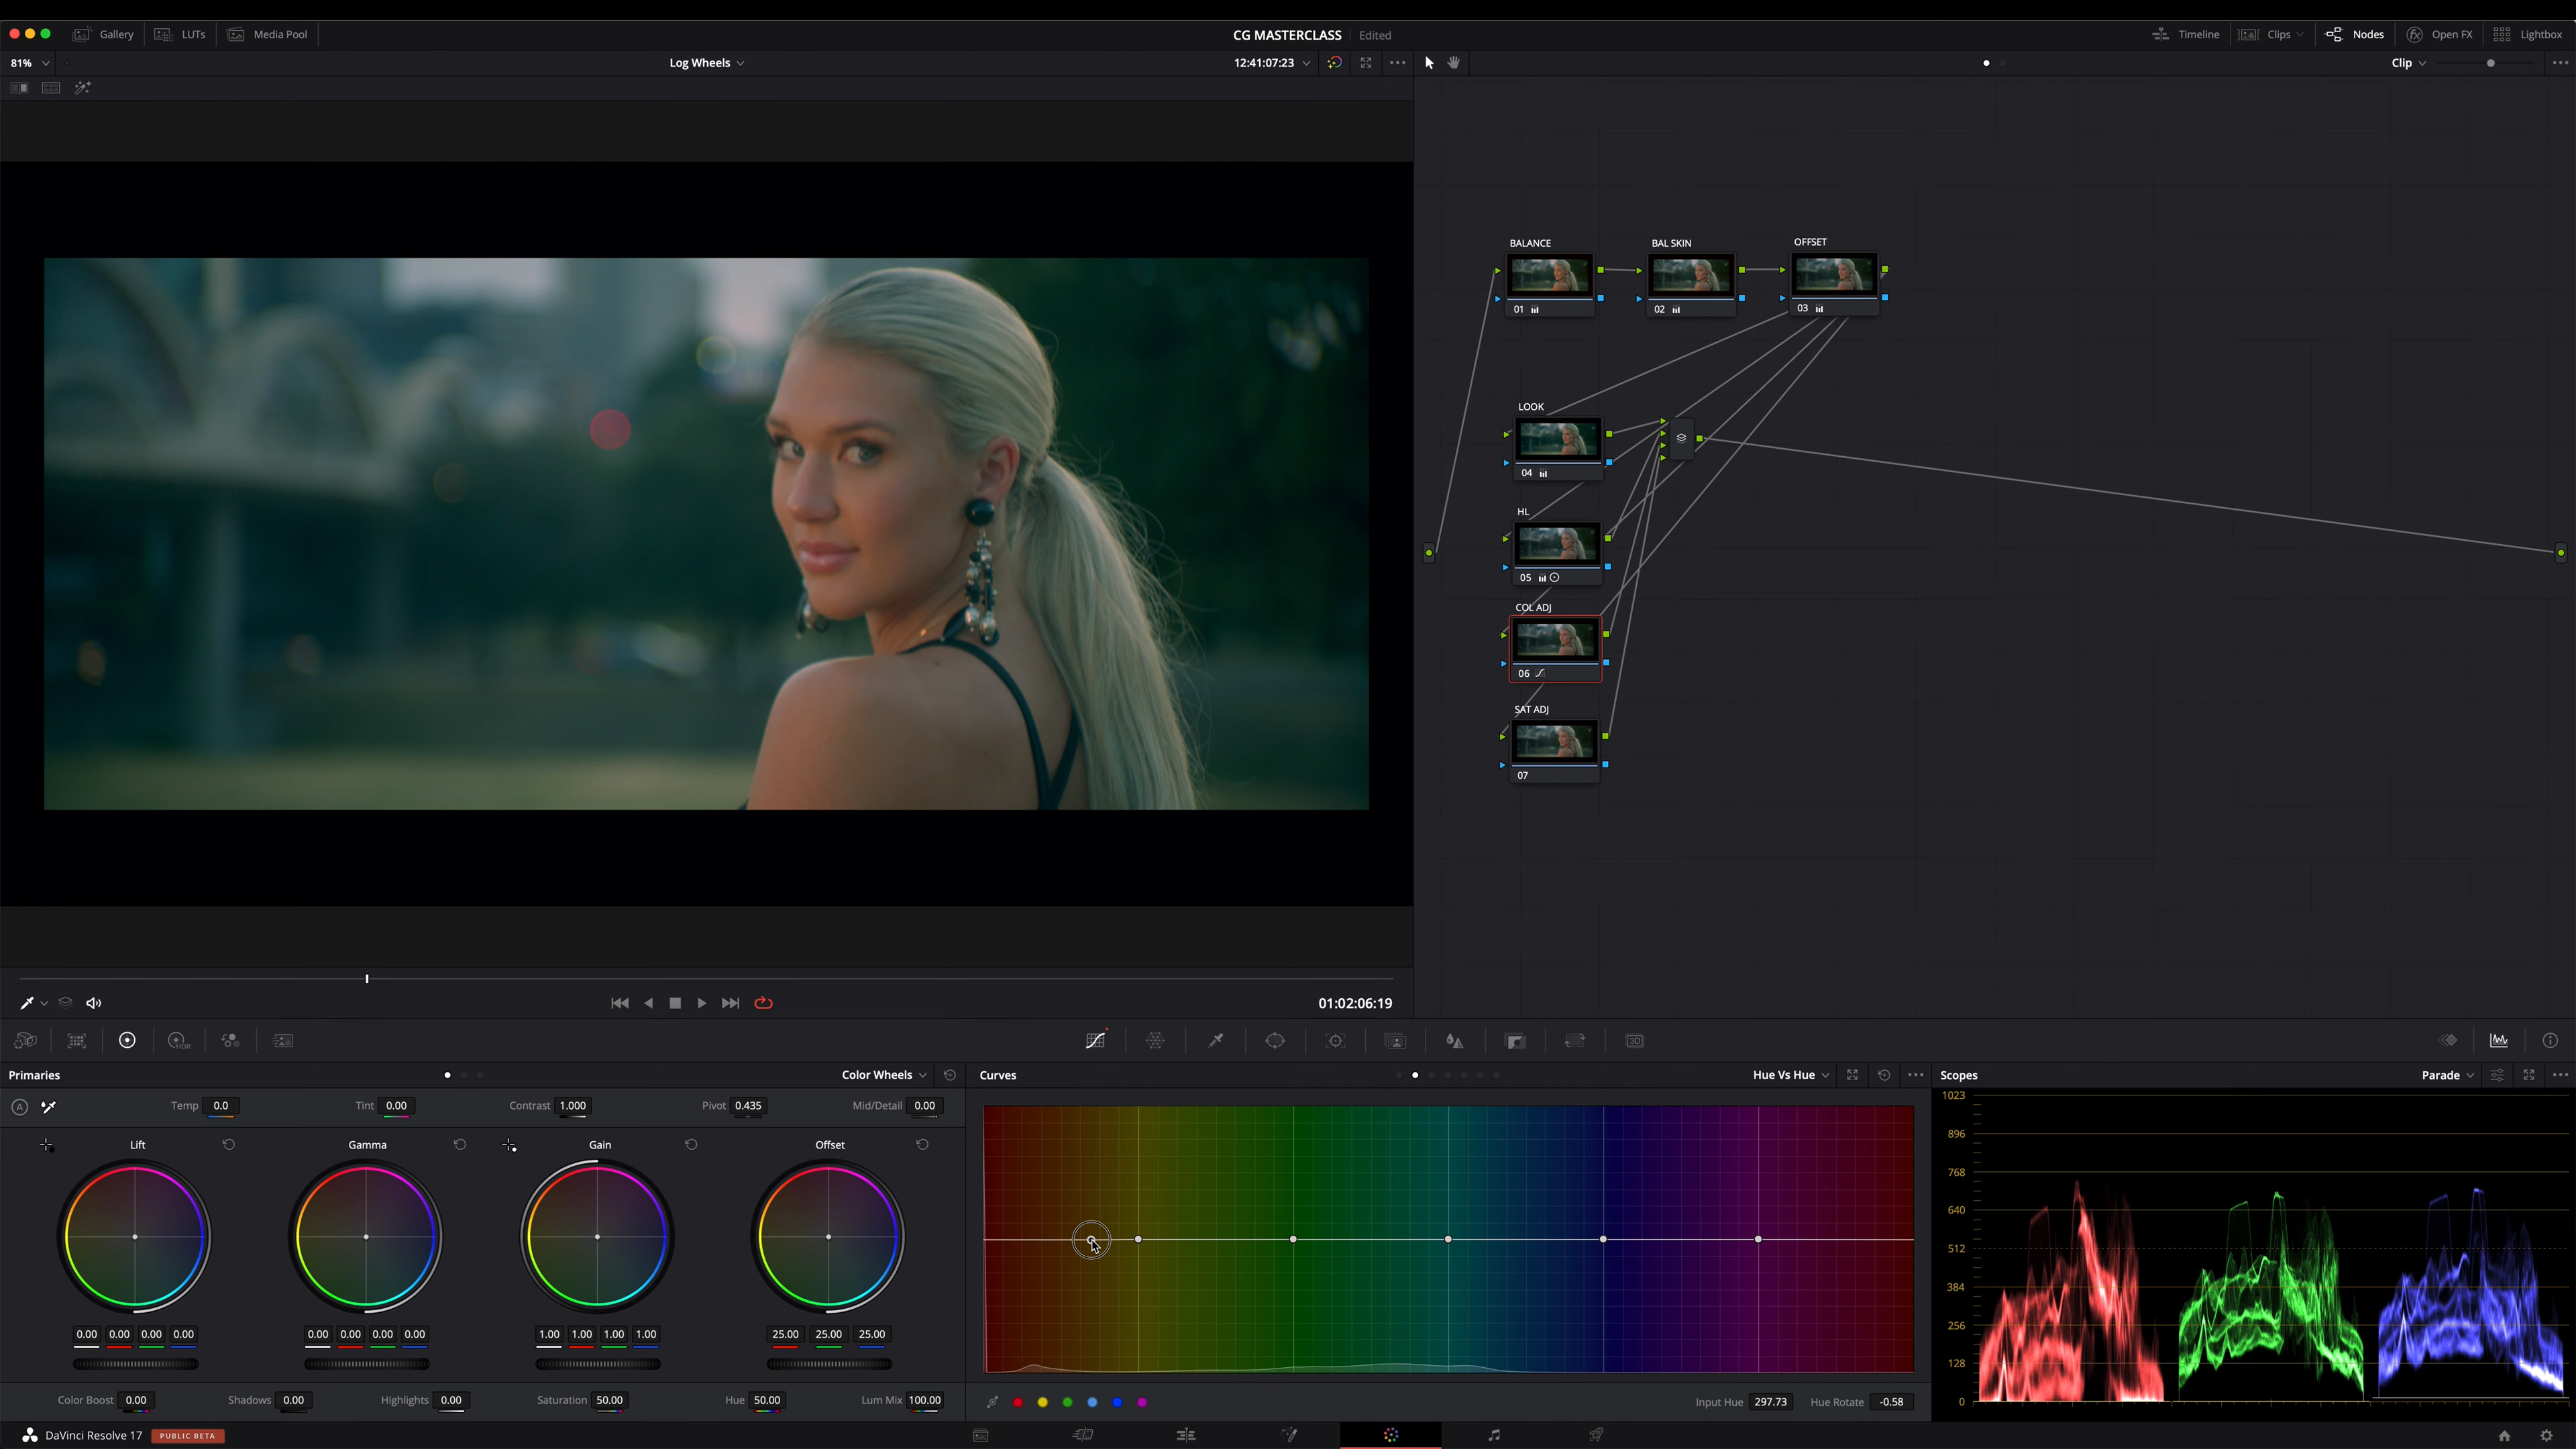 Gallery LUTs Media Pool CG MASTERCLASS Edited Timeline Clips Nodes Open FX Lightbox
81% Log Wheels 12:41:07:23 Clip
BALANCE BAL SKIN OFFSET
01 02 03
LOOK
04
HL
05
COL ADJ
06
SAT ADJ
07
01:02:06:19
HDR 3D
Primaries Color Wheels Curves Hue Vs Hue Scopes Parade
A Temp 0.0 Tint 0.00 Contrast 1.000 Pivot 0.435 Mid/Detail 0.00
Lift Gamma Gain Offset
0.00 0.00 0.00 0.00 0.00 0.00 0.00 0.00 1.00 1.00 1.00 1.00 25.00 25.00 25.00
Color Boost 0.00 Shadows 0.00 Highlights 0.00 Saturation 50.00 Hue 50.00 Lum Mix 100.00
Input Hue 297.73 Hue Rotate -0.58
1023
896
768
640
512
384
256
128
0
DaVinci Resolve 17 PUBLIC BETA